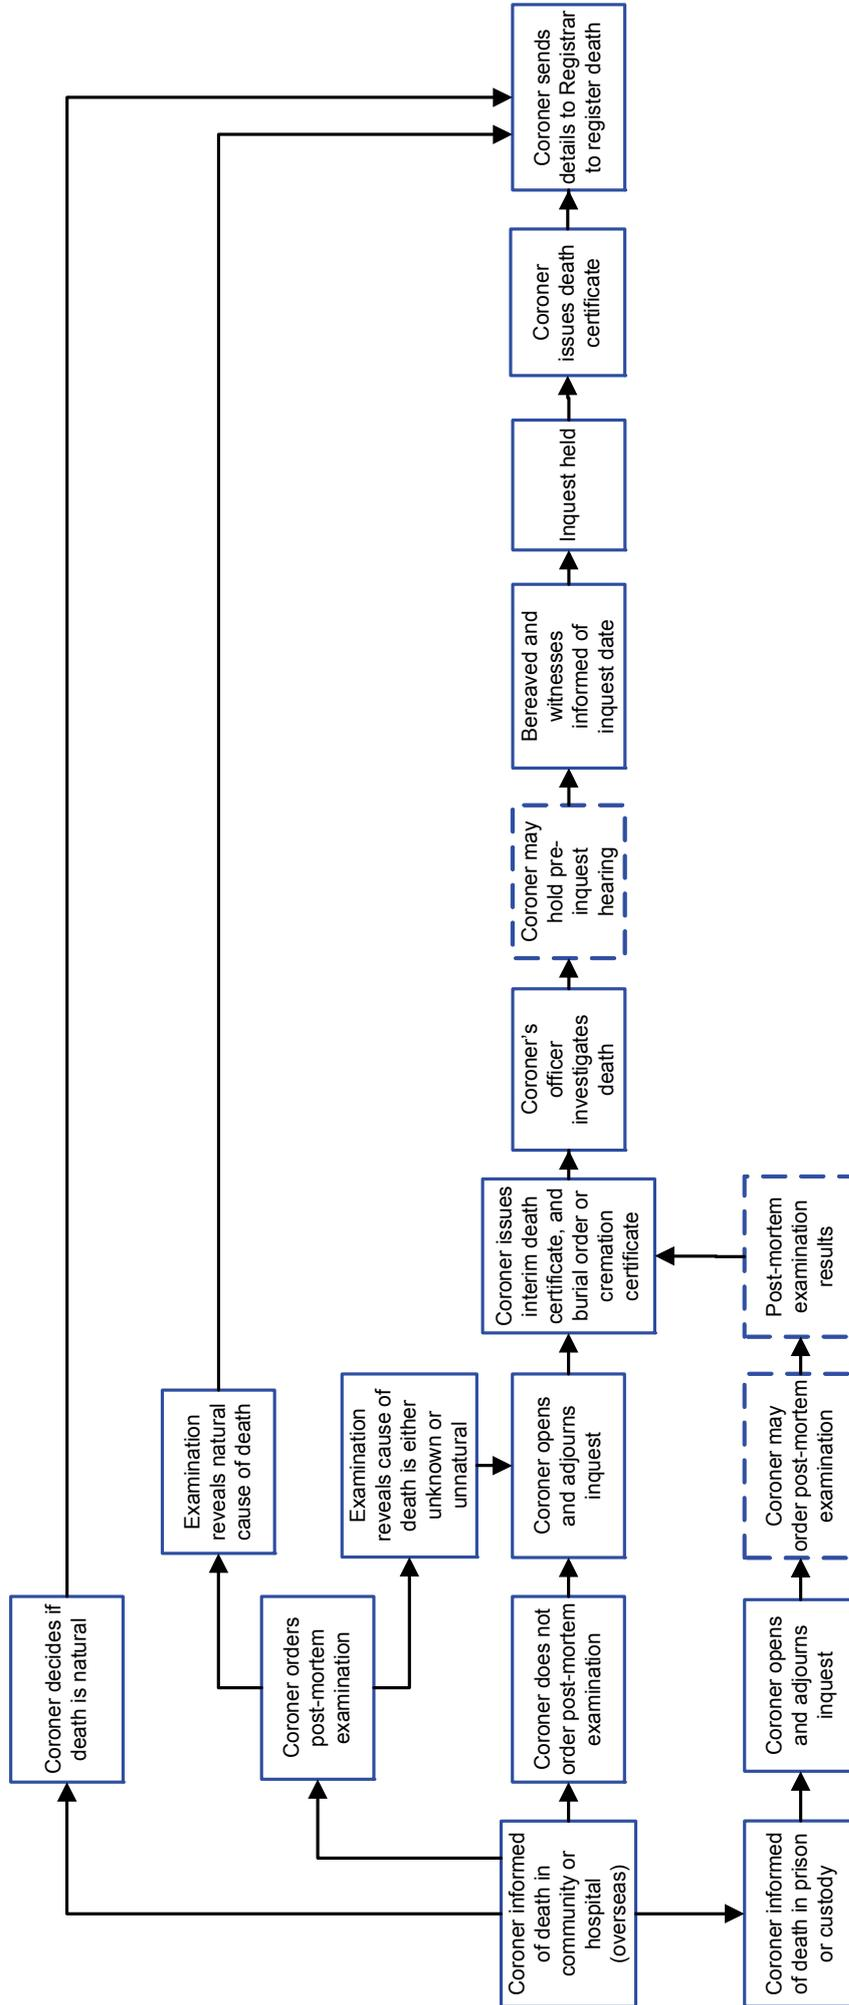 Coroner decides if
death is natural
Examination
reveals natural
cause of death
Coroner orders
post-mortem
examination
Examination
reveals cause of
death is either
unknown or
unnatural
Coroner informed
of death in
community or
hospital
(overseas)
Coroner does not
order post-mortem
examination
Coroner opens
and adjourns
inquest
Coroner issues
interim death
certificate, and
burial order or
cremation
certificate
Coroner’s
officer
investigates
death
Coroner may
hold pre-
inquest
hearing
Bereaved and
witnesses
informed of
inquest date
Inquest held
Coroner
issues death
certificate
Coroner sends
details to Registrar
to register death
Coroner informed
of death in prison
or custody
Coroner opens
and adjourns
inquest
Coroner may
order post-mortem
examination
Post-mortem
examination
results